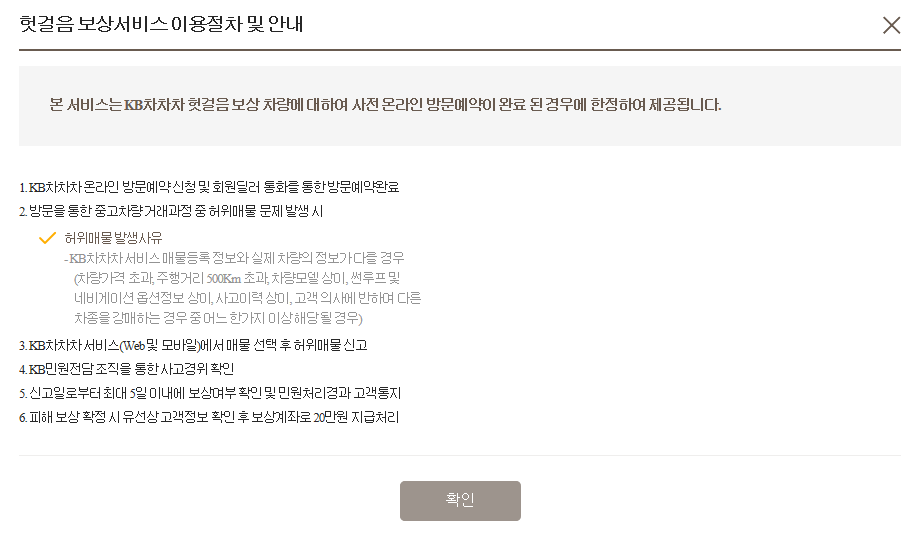 헛걸음 보상서비스 이용절차 및 안내
본 서비스는 KB차차차 헛걸음 보상 차량에 대하여 사전 온라인 방문예약이 완료 된 경우에 한정하여 제공됩니다.
1. KB차차차 온라인 방문예약 신청 및 회원딜러 통화를 통한 방문예약완료
2. 방문을 통한 중고차량 거래과정 중 허위매물 문제 발생 시
허위매물 발생사유
- KB차차차 서비스 매물등록 정보와 실제 차량의 정보가 다를 경우
(차량가격 초과, 주행거리 500Km 초과, 차량모델 상이, 썬루프 및
네비게이션 옵션정보 상이, 사고이력 상이, 고객 의사에 반하여 다른
차종을 강매하는 경우 중 어느 한가지 이상 해당 될 경우)
3. KB차차차 서비스(Web 및 모바일)에서 매물 선택 후 허위매물 신고
4. KB민원전담 조직을 통한 사고경위 확인
5. 신고일로부터 최대 5일 이내에 보상여부 확인 및 민원처리경과 고객통지
6. 피해 보상 확정 시 유선상 고객정보 확인 후 보상계좌로 20만원 지급처리
확인